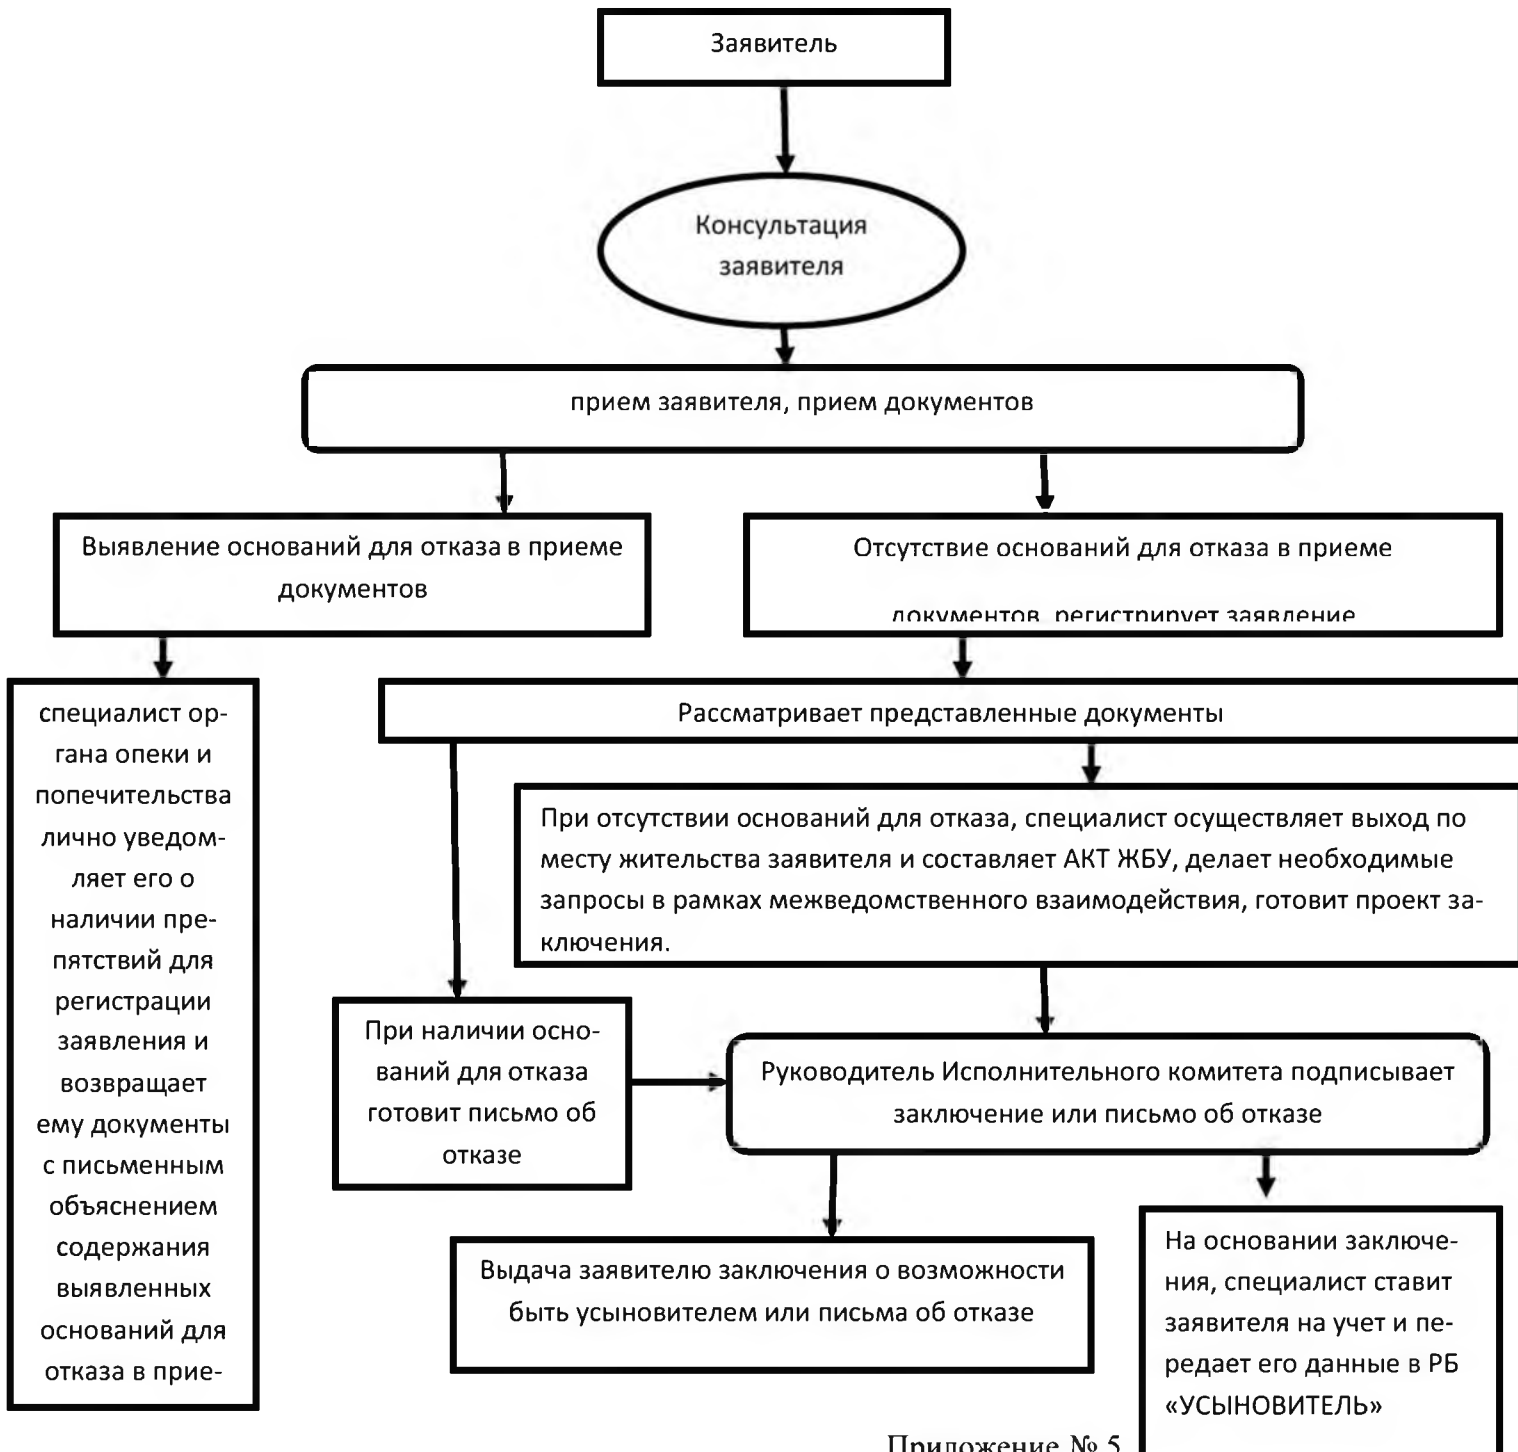 Заявитель
Консультация
заявителя
прием заявителя, прием документов
Выявление оснований для отказа в приеме
документов
Отсутствие оснований для отказа в приеме
документов, регистрирует заявление
специалист ор-
гана опеки и
попечительства
лично уведом-
ляет его о
наличии пре-
пятствий для
регистрации
заявления и
возвращает
ему документы
с письменным
объяснением
содержания
выявленных
оснований для
отказа в прие-
Рассматривает представленные документы
При отсутствии оснований для отказа, специалист осуществляет выход по
месту жительства заявителя и составляет АКТ ЖБУ, делает необходимые
запросы в рамках межведомственного взаимодействия, готовит проект за-
ключения.
При наличии осно-
ваний для отказа
готовит письмо об
отказе
Руководитель Исполнительного комитета подписывает
заключение или письмо об отказе
Выдача заявителю заключения о возможности
быть усыновителем или письма об отказе
На основании заключе-
ния, специалист ставит
заявителя на учет и пе-
редает его данные в РБ
«УСЫНОВИТЕЛЬ»
Приложение № 5